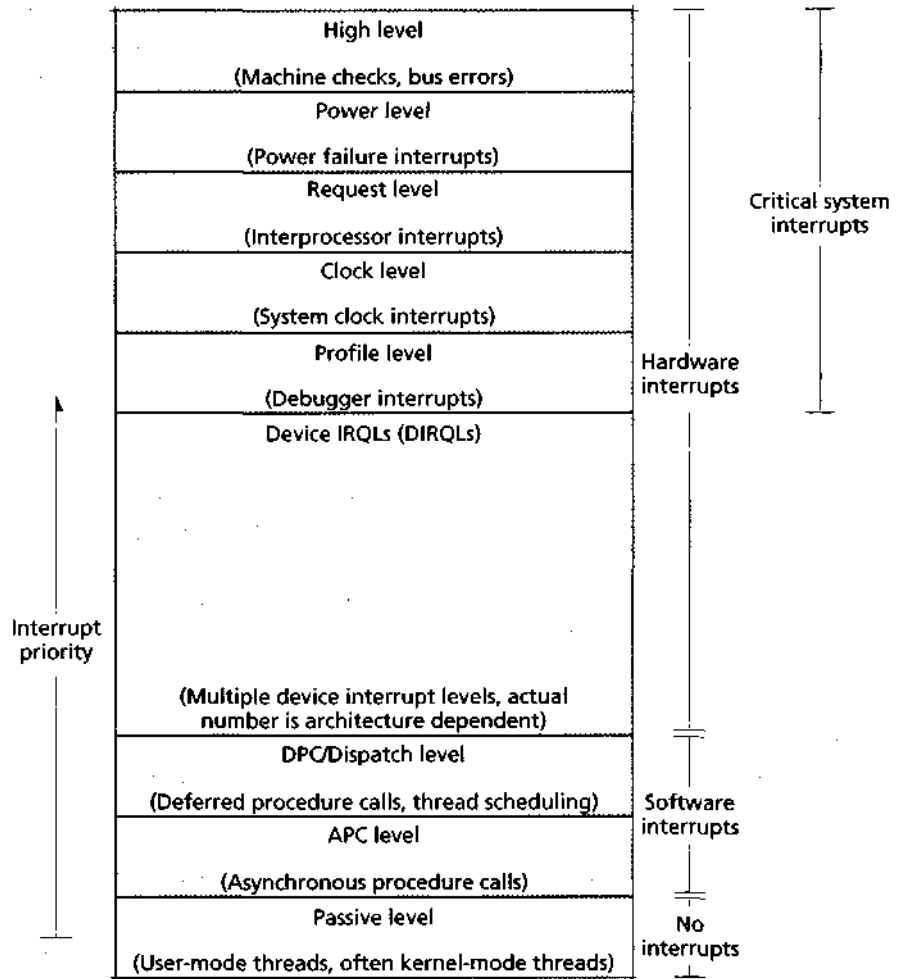 High level
(Machine checks, bus errors)
Power level
(Power failure interrupts)
Request level
(Interprocessor interrupts)
Clock level
(System clock interrupts)
Profile level
(Debugger interrupts)
Device IRQLs (DIRQLs)
(Multiple device interrupt levels, actual
number is architecture dependent)
DPC/Dispatch level
(Deferred procedure calls, thread scheduling)
APC level
(Asynchronous procedure calls)
Passive level
(User-mode threads, often kernel-mode threads)
Interrupt
priority
Hardware
interrupts
Critical system
interrupts
Software
interrupts
No
interrupts